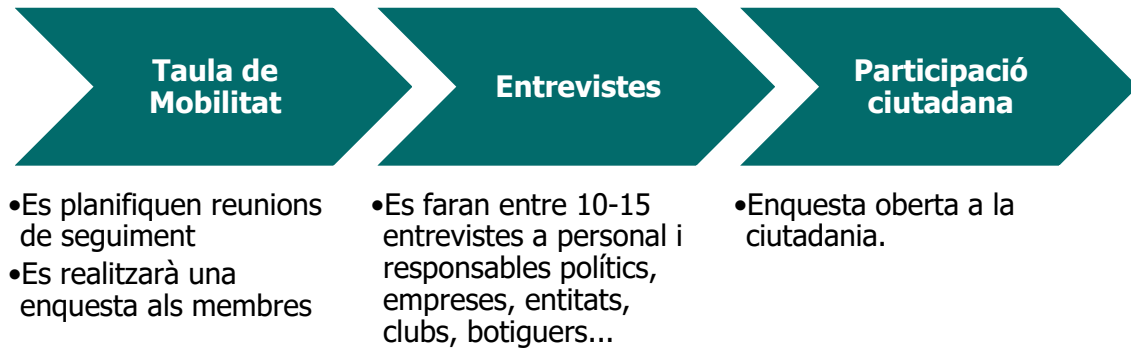 Taula de
Mobilitat
Entrevistes
Participació
ciutadana
•Es planifiquen reunions
de seguiment
•Es realitzarà una
enquesta als membres
•Es faran entre 10-15
entrevistes a personal i
responsables polítics,
empreses, entitats,
clubs, botiguers...
•Enquesta oberta a la
ciutadania.